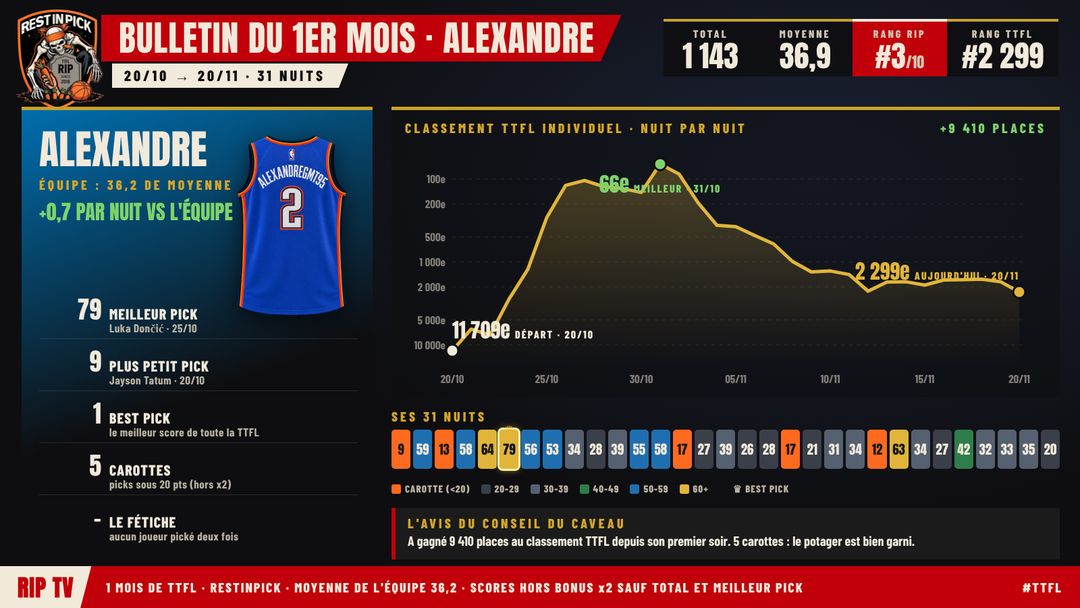 RESTINPICK
TTFL
RIP
BULLETIN DU 1ER MOIS · ALEXANDRE
20/10 → 20/11 · 31 NUITS
TOTAL
1 143
MOYENNE
36,9
RANG RIP
#3/10
RANG TTFL
#2 299
ALEXANDRE
ÉQUIPE : 36,2 DE MOYENNE
+0,7 PAR NUIT VS L'ÉQUIPE
ALEXANDREGMT95
2
79 MEILLEUR PICK
Luka Dončić · 25/10
9 PLUS PETIT PICK
Jayson Tatum · 20/10
1 BEST PICK
le meilleur score de toute la TTFL
5 CAROTTES
picks sous 20 pts (hors x2)
- LE FÉTICHE
aucun joueur pické deux fois
CLASSEMENT TTFL INDIVIDUEL · NUIT PAR NUIT
+9 410 PLACES
100e
200e
500e
1 000e
2 000e
5 000e
10 000e
66e MEILLEUR · 31/10
2 299e AUJOURD'HUI · 20/11
11 709e DÉPART · 20/10
20/10 25/10 30/10 05/11 10/11 15/11 20/11
SES 31 NUITS
9 59 13 58 64 79 56 53 34 28 39 55 58 17 27 39 26 28 17 21 31 34 12 63 34 27 42 32 33 35 20
CAROTTE (<20) 20-29 30-39 40-49 50-59 60+ ♛ BEST PICK
L'AVIS DU CONSEIL DU CAVEAU
A gagné 9 410 places au classement TTFL depuis son premier soir. 5 carottes : le potager est bien garni.
RIP TV
1 MOIS DE TTFL · RESTINPICK · MOYENNE DE L'ÉQUIPE 36,2 · SCORES HORS BONUS x2 SAUF TOTAL ET MEILLEUR PICK
#TTFL